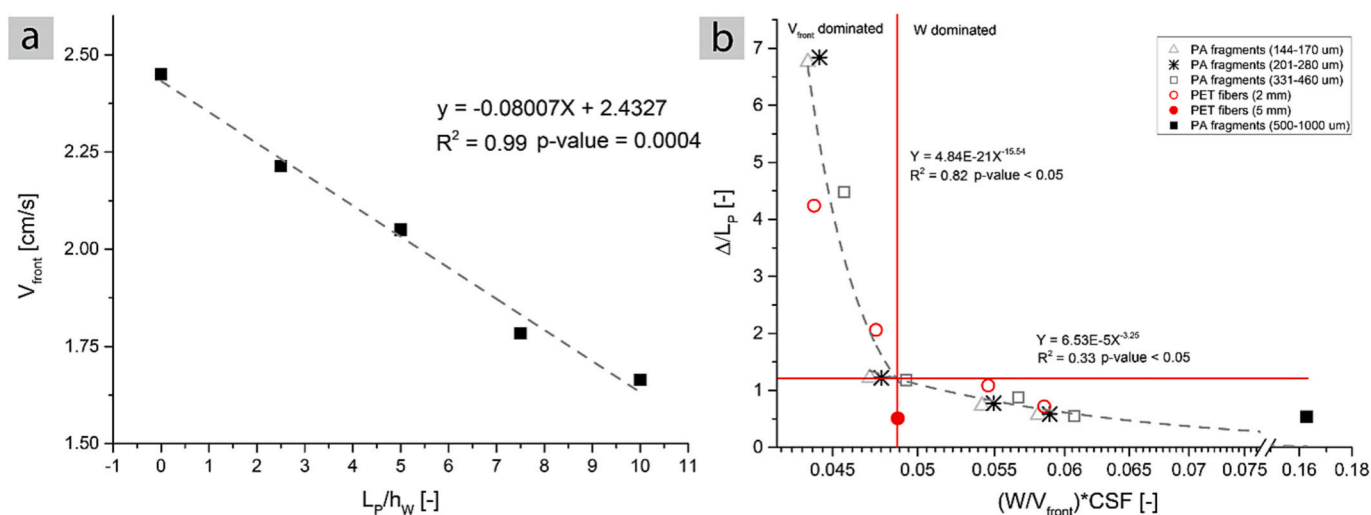 a
2.50
2.25
2.00
1.75
1.50
V_front [cm/s]
y = -0.08007X + 2.4327
R² = 0.99 p-value = 0.0004
-1 0 1 2 3 4 5 6 7 8 9 10 11
L_P/h_W [-]
b
V_front dominated W dominated
7
6
5
4
3
2
1
0
Δ/L_P [-]
PA fragments (144-170 um)
PA fragments (201-280 um)
PA fragments (331-460 um)
PET fibers (2 mm)
PET fibers (5 mm)
PA fragments (500-1000 um)
Y = 4.84E-21X^-15.54
R² = 0.82 p-value < 0.05
Y = 6.53E-5X^-3.25
R² = 0.33 p-value < 0.05
0.045 0.05 0.055 0.06 0.065 0.07 0.075 0.16 0.18
(W/V_front)*CSF [-]